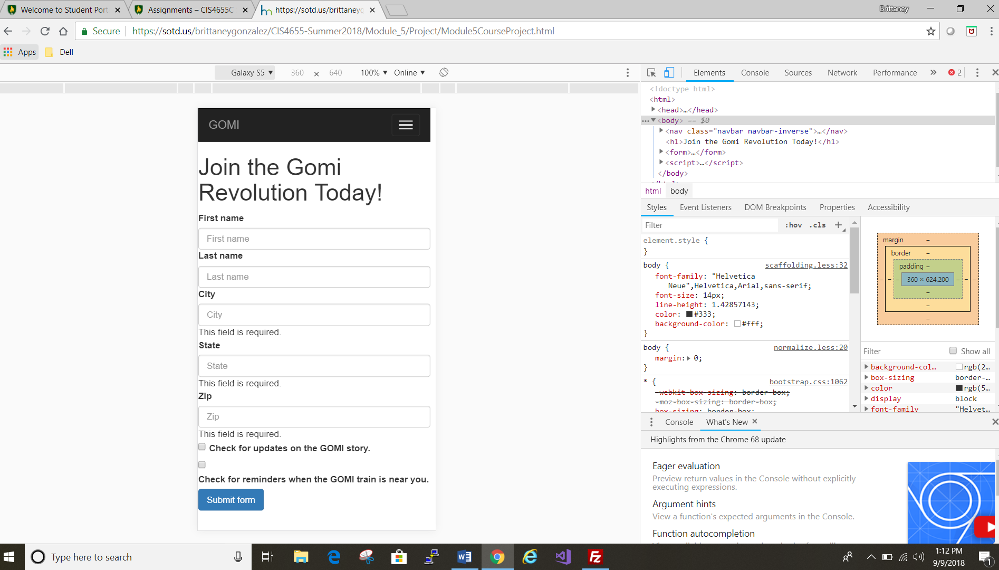 Welcome to Student Port
Assignments – CIS4655C
https://sotd.us/brittaneyg
Brittaney
Secure
https://sotd.us/brittaneygonzalez/CIS4655-Summer2018/Module_5/Project/Module5CourseProject.html
Apps
Dell
Galaxy S5 ▼ 360 × 640 100% ▼ Online ▼
Elements Console Sources Network Performance » 2
GOMI
Join the Gomi
Revolution Today!
First name
First name
Last name
Last name
City
City
This field is required.
State
State
This field is required.
Zip
Zip
This field is required.
Check for updates on the GOMI story.
Check for reminders when the GOMI train is near you.
Submit form
<!doctype html>
<html>
<head>…</head>
<body> == $0
<nav class="navbar navbar-inverse">…</nav>
<h1>Join the Gomi Revolution Today!</h1>
<form>…</form>
<script>…</script>
</body>
html body
Styles Event Listeners DOM Breakpoints Properties Accessibility
Filter :hov .cls +
element.style {
}
body { scaffolding.less:32
font-family: "Helvetica
Neue",Helvetica,Arial,sans-serif;
font-size: 14px;
line-height: 1.42857143;
color: #333;
background-color: #fff;
}
body { normalize.less:20
margin: 0;
}
* { bootstrap.css:1062
-webkit-box-sizing: border-box;
-moz-box-sizing: border-box;
box-sizing: border-box;
margin –
border –
padding –
– – – 360 × 624.200 – – –
–
–
–
Filter Show all
background-col… rgb(2…
box-sizing border-…
color rgb(5…
display block
font-family "Helvet…
Console What's New
Highlights from the Chrome 68 update
Eager evaluation
Preview return values in the Console without explicitly
executing expressions.
Argument hints
View a function's expected arguments in the Console.
Function autocompletion
Type here to search
1:12 PM
9/9/2018
1